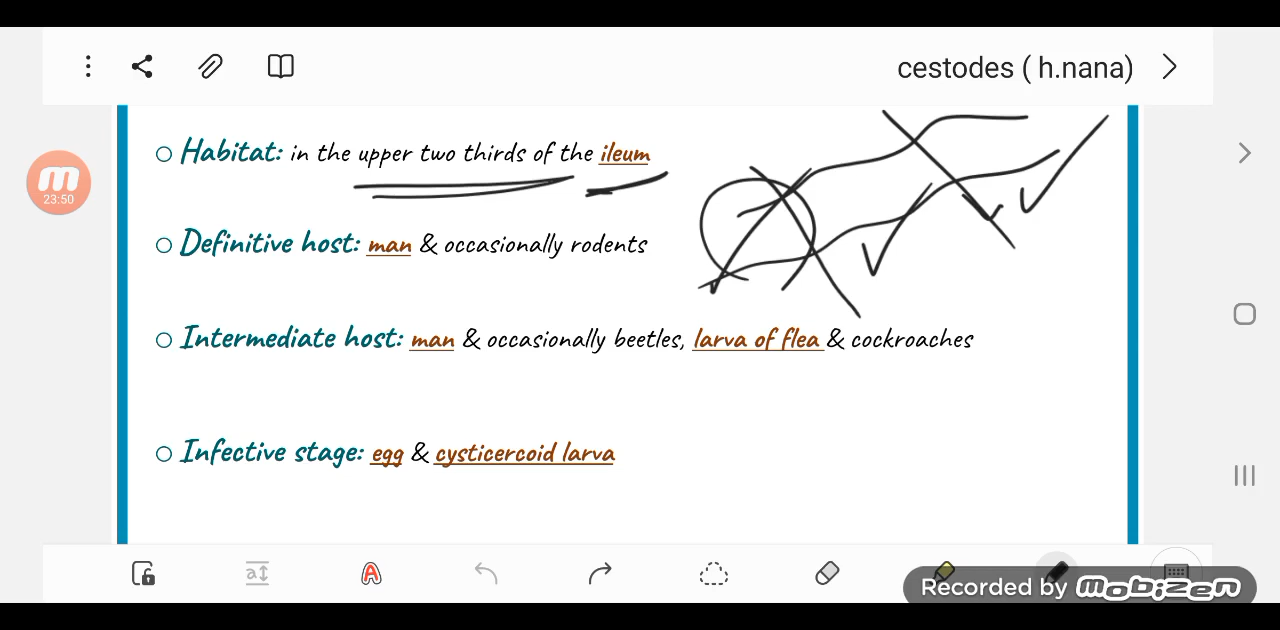 cestodes ( h.nana)
Habitat: in the upper two thirds of the ileum
23:50
Definitive host: man & occasionally rodents
Intermediate host: man & occasionally beetles, larva of flea & cockroaches
Infective stage: egg & cysticercoid larva
Recorded by mobizen